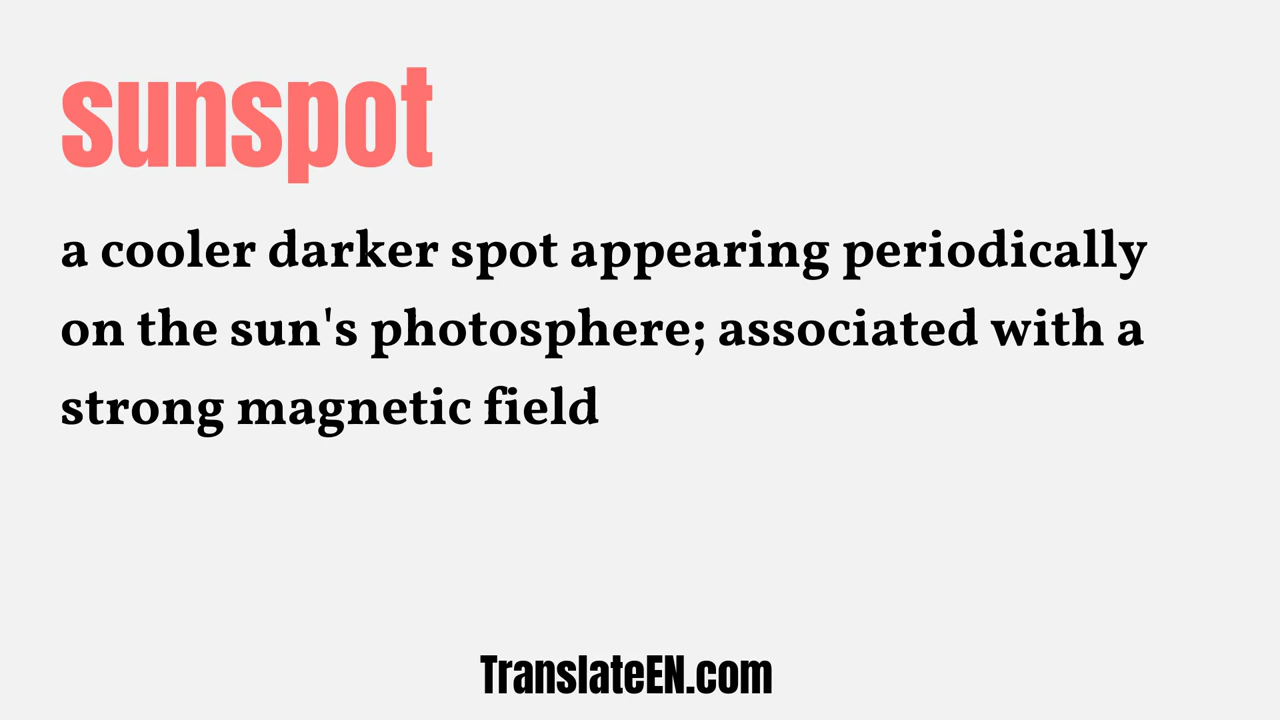 sunspot
a cooler darker spot appearing periodically
on the sun's photosphere; associated with a
strong magnetic field
TranslateEN.com